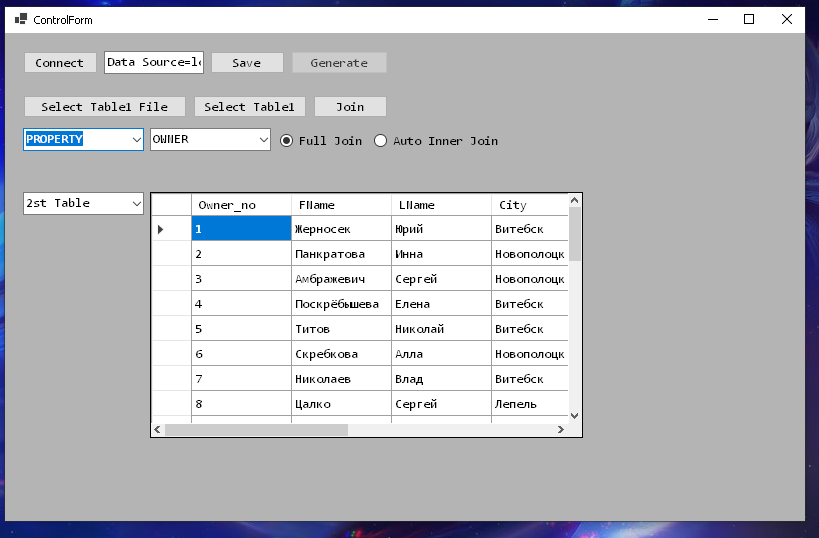 ControlForm
Connect Data Source=lo Save Generate
Select Table1 File Select Table1 Join
PROPERTY OWNER Full Join Auto Inner Join
2st Table
Owner_no FName LName City
1 Жерносек Юрий Витебск
2 Панкратова Инна Новополоцк
3 Амбражевич Сергей Новополоцк
4 Поскрёбышева Елена Витебск
5 Титов Николай Витебск
6 Скребкова Алла Новополоцк
7 Николаев Влад Витебск
8 Цалко Сергей Лепель